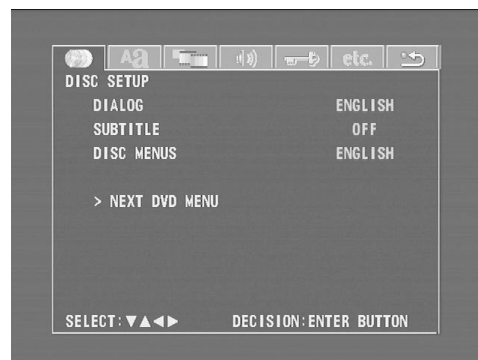 Aa etc.
DISC SETUP
DIALOG ENGLISH
SUBTITLE OFF
DISC MENUS ENGLISH
> NEXT DVD MENU
SELECT:▼▲◀▶ DECISION:ENTER BUTTON